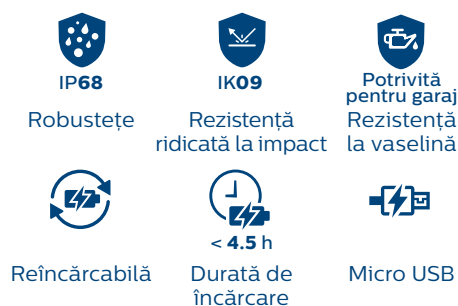 IP68
Robustețe
IK09
Rezistență
ridicată la impact
Potrivită
pentru garaj
Rezistență
la vaselină
Reîncărcabilă
< 4.5 h
Durată de
încărcare
Micro USB